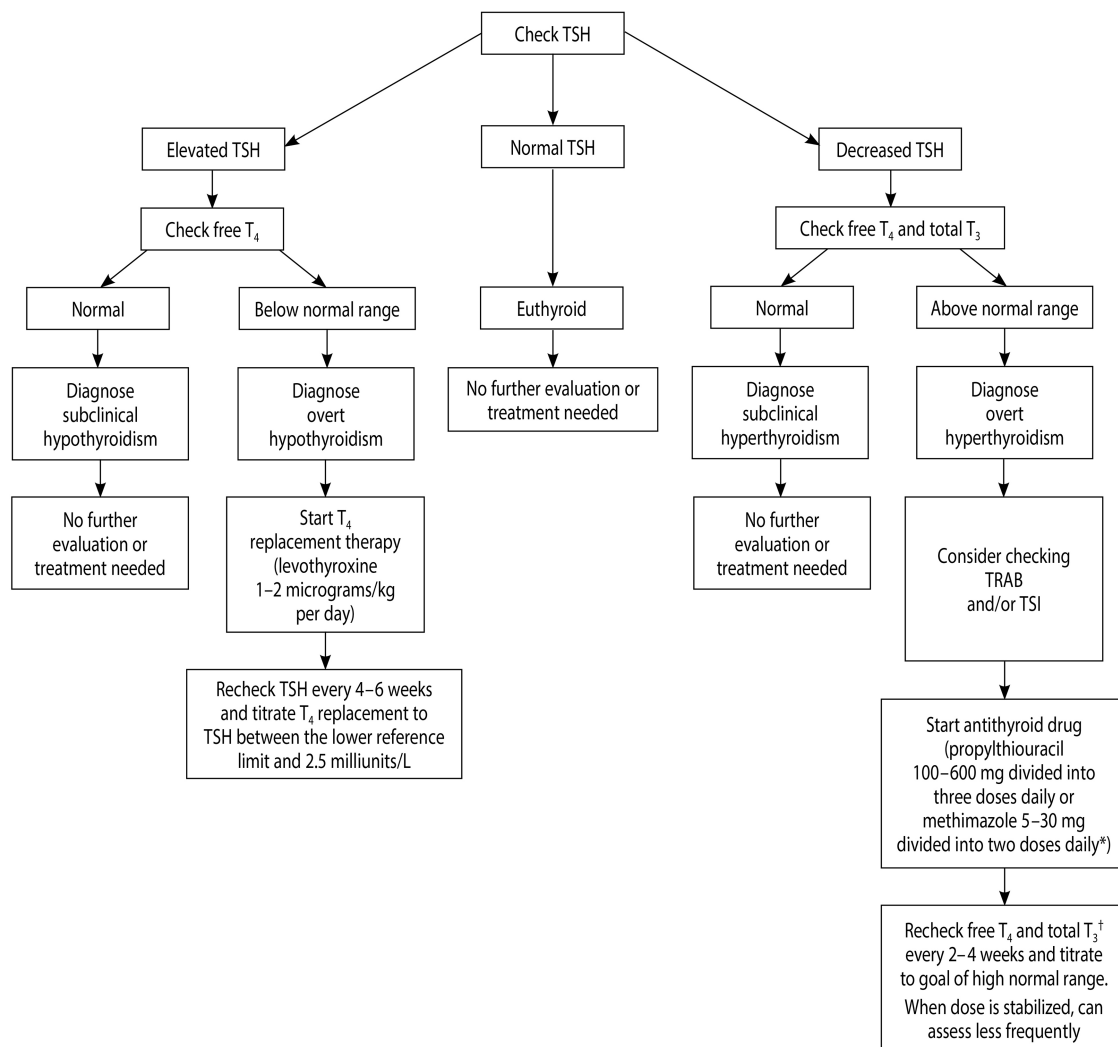 Check TSH
Elevated TSH
Normal TSH
Decreased TSH
Check free T₄
Check free T₄ and total T₃
Normal
Below normal range
Euthyroid
Normal
Above normal range
Diagnose
subclinical
hypothyroidism
Diagnose
overt
hypothyroidism
No further evaluation or
treatment needed
Diagnose
subclinical
hyperthyroidism
Diagnose
overt
hyperthyroidism
No further
evaluation or
treatment needed
Start T₄
replacement therapy
(levothyroxine
1–2 micrograms/kg
per day)
No further
evaluation or
treatment needed
Consider checking
TRAB
and/or TSI
Recheck TSH every 4–6 weeks
and titrate T₄ replacement to
TSH between the lower reference
limit and 2.5 milliunits/L
Start antithyroid drug
(propylthiouracil
100–600 mg divided into
three doses daily or
methimazole 5–30 mg
divided into two doses daily*)
Recheck free T₄ and total T₃†
every 2–4 weeks and titrate
to goal of high normal range.
When dose is stabilized, can
assess less frequently